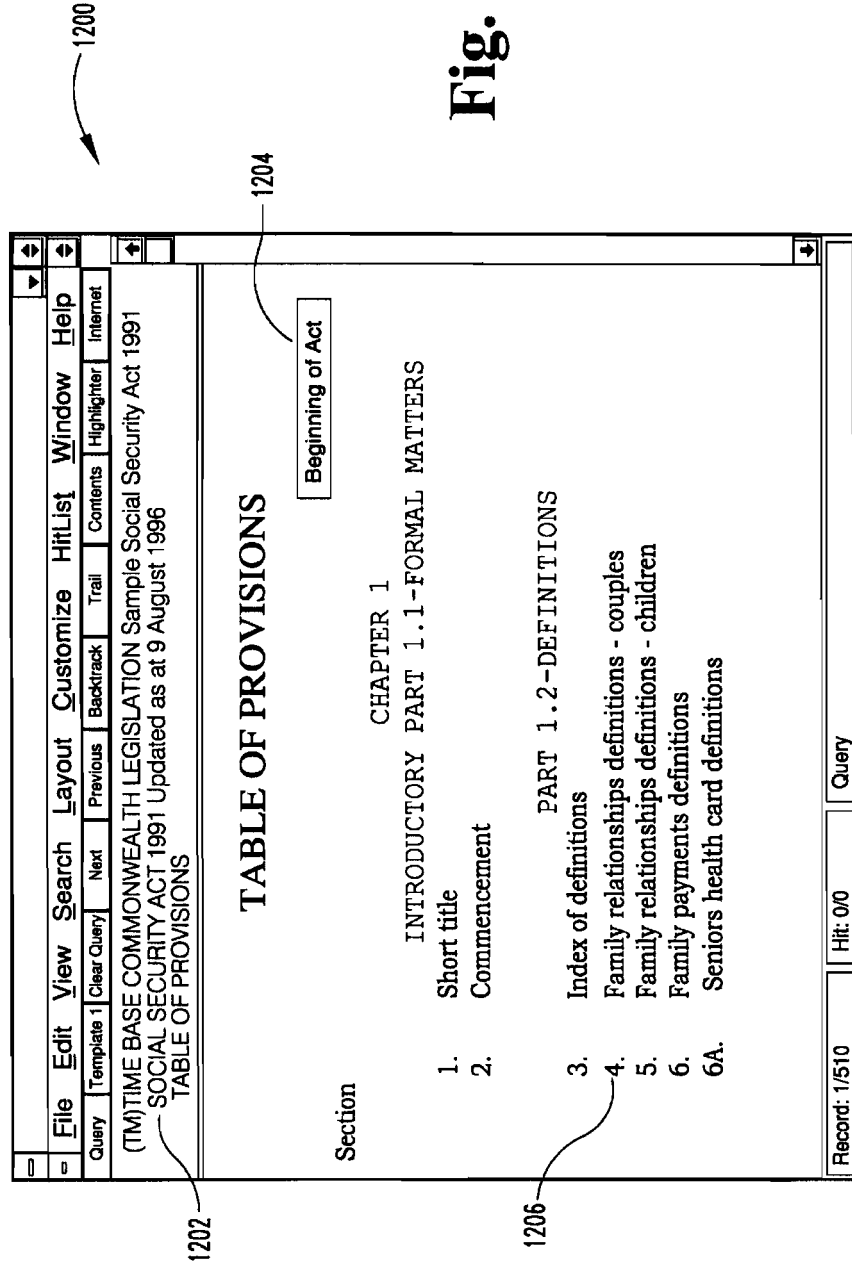 1200
File Edit View Search Layout Customize HitList Window Help
Query Template 1 Clear Query Next Previous Backtrack Trail Contents Highlighter Internet
(TM)TIME BASE COMMONWEALTH LEGISLATION Sample Social Security Act 1991
1202
SOCIAL SECURITY ACT 1991 Updated as at 9 August 1996
TABLE OF PROVISIONS
TABLE OF PROVISIONS
1204
Beginning of Act
Section
CHAPTER 1
INTRODUCTORY PART 1.1-FORMAL MATTERS
1. Short title
2. Commencement
PART 1.2-DEFINITIONS
3. Index of definitions
1206
4. Family relationships definitions - couples
5. Family relationships definitions - children
6. Family payments definitions
6A. Seniors health card definitions
Record: 1/510 Hit: 0/0 Query
Fig.